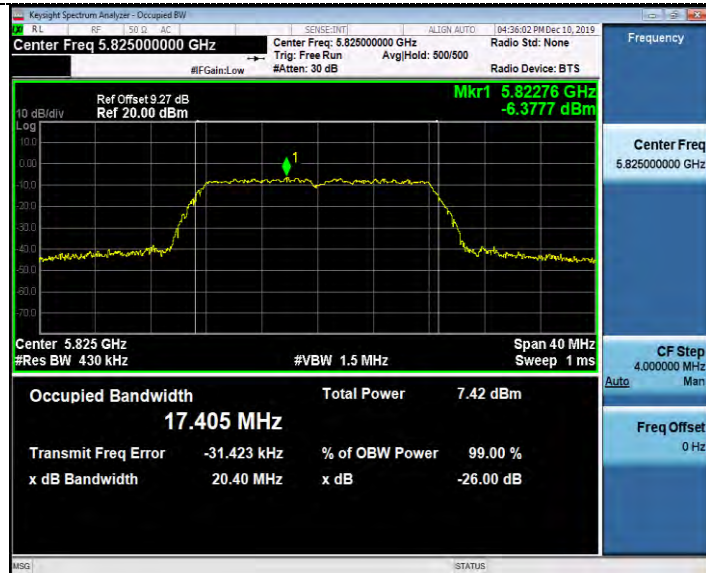 Keysight Spectrum Analyzer - Occupied BW
RL RF 50 Ω AC SENSE:INT ALIGN AUTO 04:36:02 PM Dec 10, 2019
Center Freq 5.825000000 GHz
Center Freq: 5.825000000 GHz
Radio Std: None
Trig: Free Run Avg|Hold: 500/500
#IFGain:Low #Atten: 30 dB Radio Device: BTS
Ref Offset 9.27 dB
10 dB/div Ref 20.00 dBm
Mkr1 5.82276 GHz
-6.3777 dBm
Log
10.0
0.00
-10.0
-20.0
-30.0
-40.0
-50.0
-60.0
-70.0
1
Center 5.825 GHz Span 40 MHz
#Res BW 430 kHz #VBW 1.5 MHz Sweep 1 ms
Occupied Bandwidth Total Power 7.42 dBm
17.405 MHz
Transmit Freq Error -31.423 kHz % of OBW Power 99.00 %
x dB Bandwidth 20.40 MHz x dB -26.00 dB
MSG STATUS
Frequency
Center Freq
5.825000000 GHz
CF Step
4.000000 MHz
Auto Man
Freq Offset
0 Hz